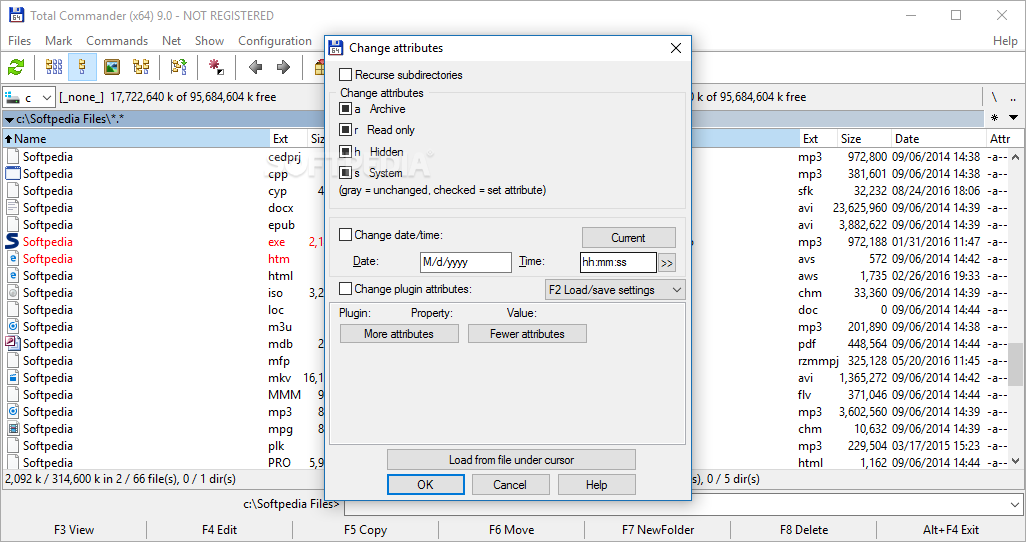 Total Commander (x64) 9.0 - NOT REGISTERED
Files Mark Commands Net Show Configuration Help
Change attributes
c [_none_] 17,722,640 k of 95,684,604 k free
k of 95,684,604 k free \ ..
c:\Softpedia Files\*.* * 
Name Ext Siz
Ext Size Date Attr
Softpedia cedprj
Softpedia cpp
Softpedia cyp 4
Softpedia docx
Softpedia epub
Softpedia exe 2,1
Softpedia htm
Softpedia html
Softpedia iso 3,2
Softpedia loc
Softpedia m3u
Softpedia mdb 2
Softpedia mfp
Softpedia mkv 16,1
Softpedia MMM 9
Softpedia mp3 8
Softpedia mpg 8
Softpedia plk
Softpedia PRO 5,9
Recurse subdirectories
Change attributes
a Archive
r Read only
h Hidden
s System
(gray = unchanged, checked = set attribute)
SOFTPEDIA
Change date/time: Current
Date: M/d/yyyy Time: hh:mm:ss >>
Change plugin attributes: F2 Load/save settings
Plugin: Property: Value:
More attributes Fewer attributes
Load from file under cursor
OK Cancel Help
mp3 972,800 09/06/2014 14:38 -a--
mp3 381,601 09/06/2014 14:38 -a--
sfk 32,232 08/24/2016 18:06 -a--
avi 23,625,960 09/06/2014 14:39 -a--
avi 3,882,622 09/06/2014 14:39 -a--
mp3 972,188 01/31/2016 11:47 -a--
avs 572 09/06/2014 14:42 -a--
aws 1,735 02/26/2016 19:33 -a--
chm 33,360 09/06/2014 14:39 -a--
doc 0 09/06/2014 14:44 -a--
mp3 201,890 09/06/2014 14:38 -a--
pdf 448,564 09/06/2014 14:44 -a--
rzmmpj 325,128 05/20/2016 11:45 -a--
avi 1,365,272 09/06/2014 14:42 -a--
flv 371,046 09/06/2014 14:44 -a--
mp3 3,602,560 09/06/2014 14:39 -a--
chm 10,632 09/06/2014 14:39 -a--
mp3 229,504 03/17/2015 15:23 -a--
html 1,162 09/06/2014 14:44 -a--
2,092 k / 314,600 k in 2 / 66 file(s), 0 / 1 dir(s)
(s), 0 / 5 dir(s)
c:\Softpedia Files>
F3 View F4 Edit F5 Copy F6 Move F7 NewFolder F8 Delete Alt+F4 Exit